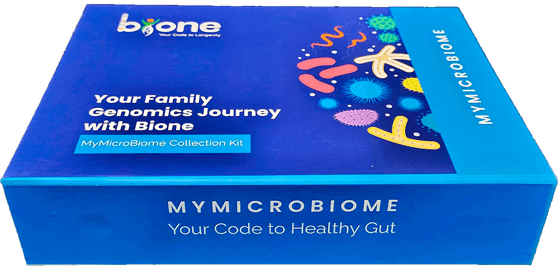 bione
Your Code to Longevity
Your Family
Genomics Journey
with Bione
MyMicroBiome Collection Kit
MYMICROBIOME
MYMICROBIOME
Your Code to Healthy Gut